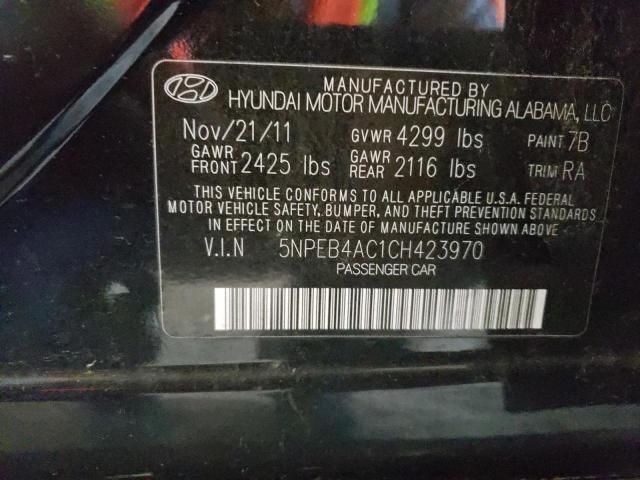 MANUFACTURED BY
HYUNDAI MOTOR MANUFACTURING ALABAMA, LLC
Nov/21/11 GVWR 4299 lbs PAINT 7B
GAWR FRONT 2425 lbs GAWR REAR 2116 lbs TRIM RA
THIS VEHICLE CONFORMS TO ALL APPLICABLE U.S.A. FEDERAL
MOTOR VEHICLE SAFETY, BUMPER, AND THEFT PREVENTION STANDARDS
IN EFFECT ON THE DATE OF MANUFACTURE SHOWN ABOVE
V.I.N 5NPEB4AC1CH423970
PASSENGER CAR